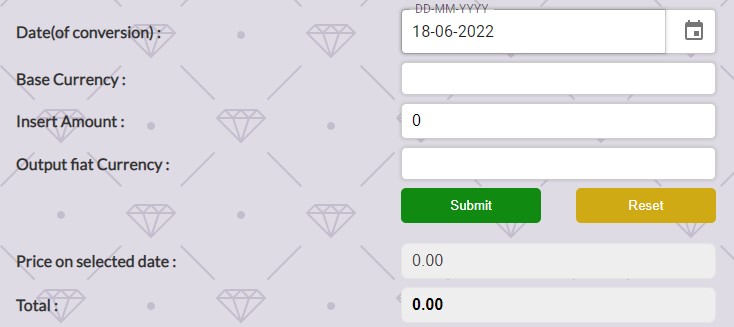 DD-MM-YYYY
Date(of conversion) : 18-06-2022
Base Currency :
Insert Amount : 0
Output fiat Currency :
Submit Reset
Price on selected date : 0.00
Total : 0.00